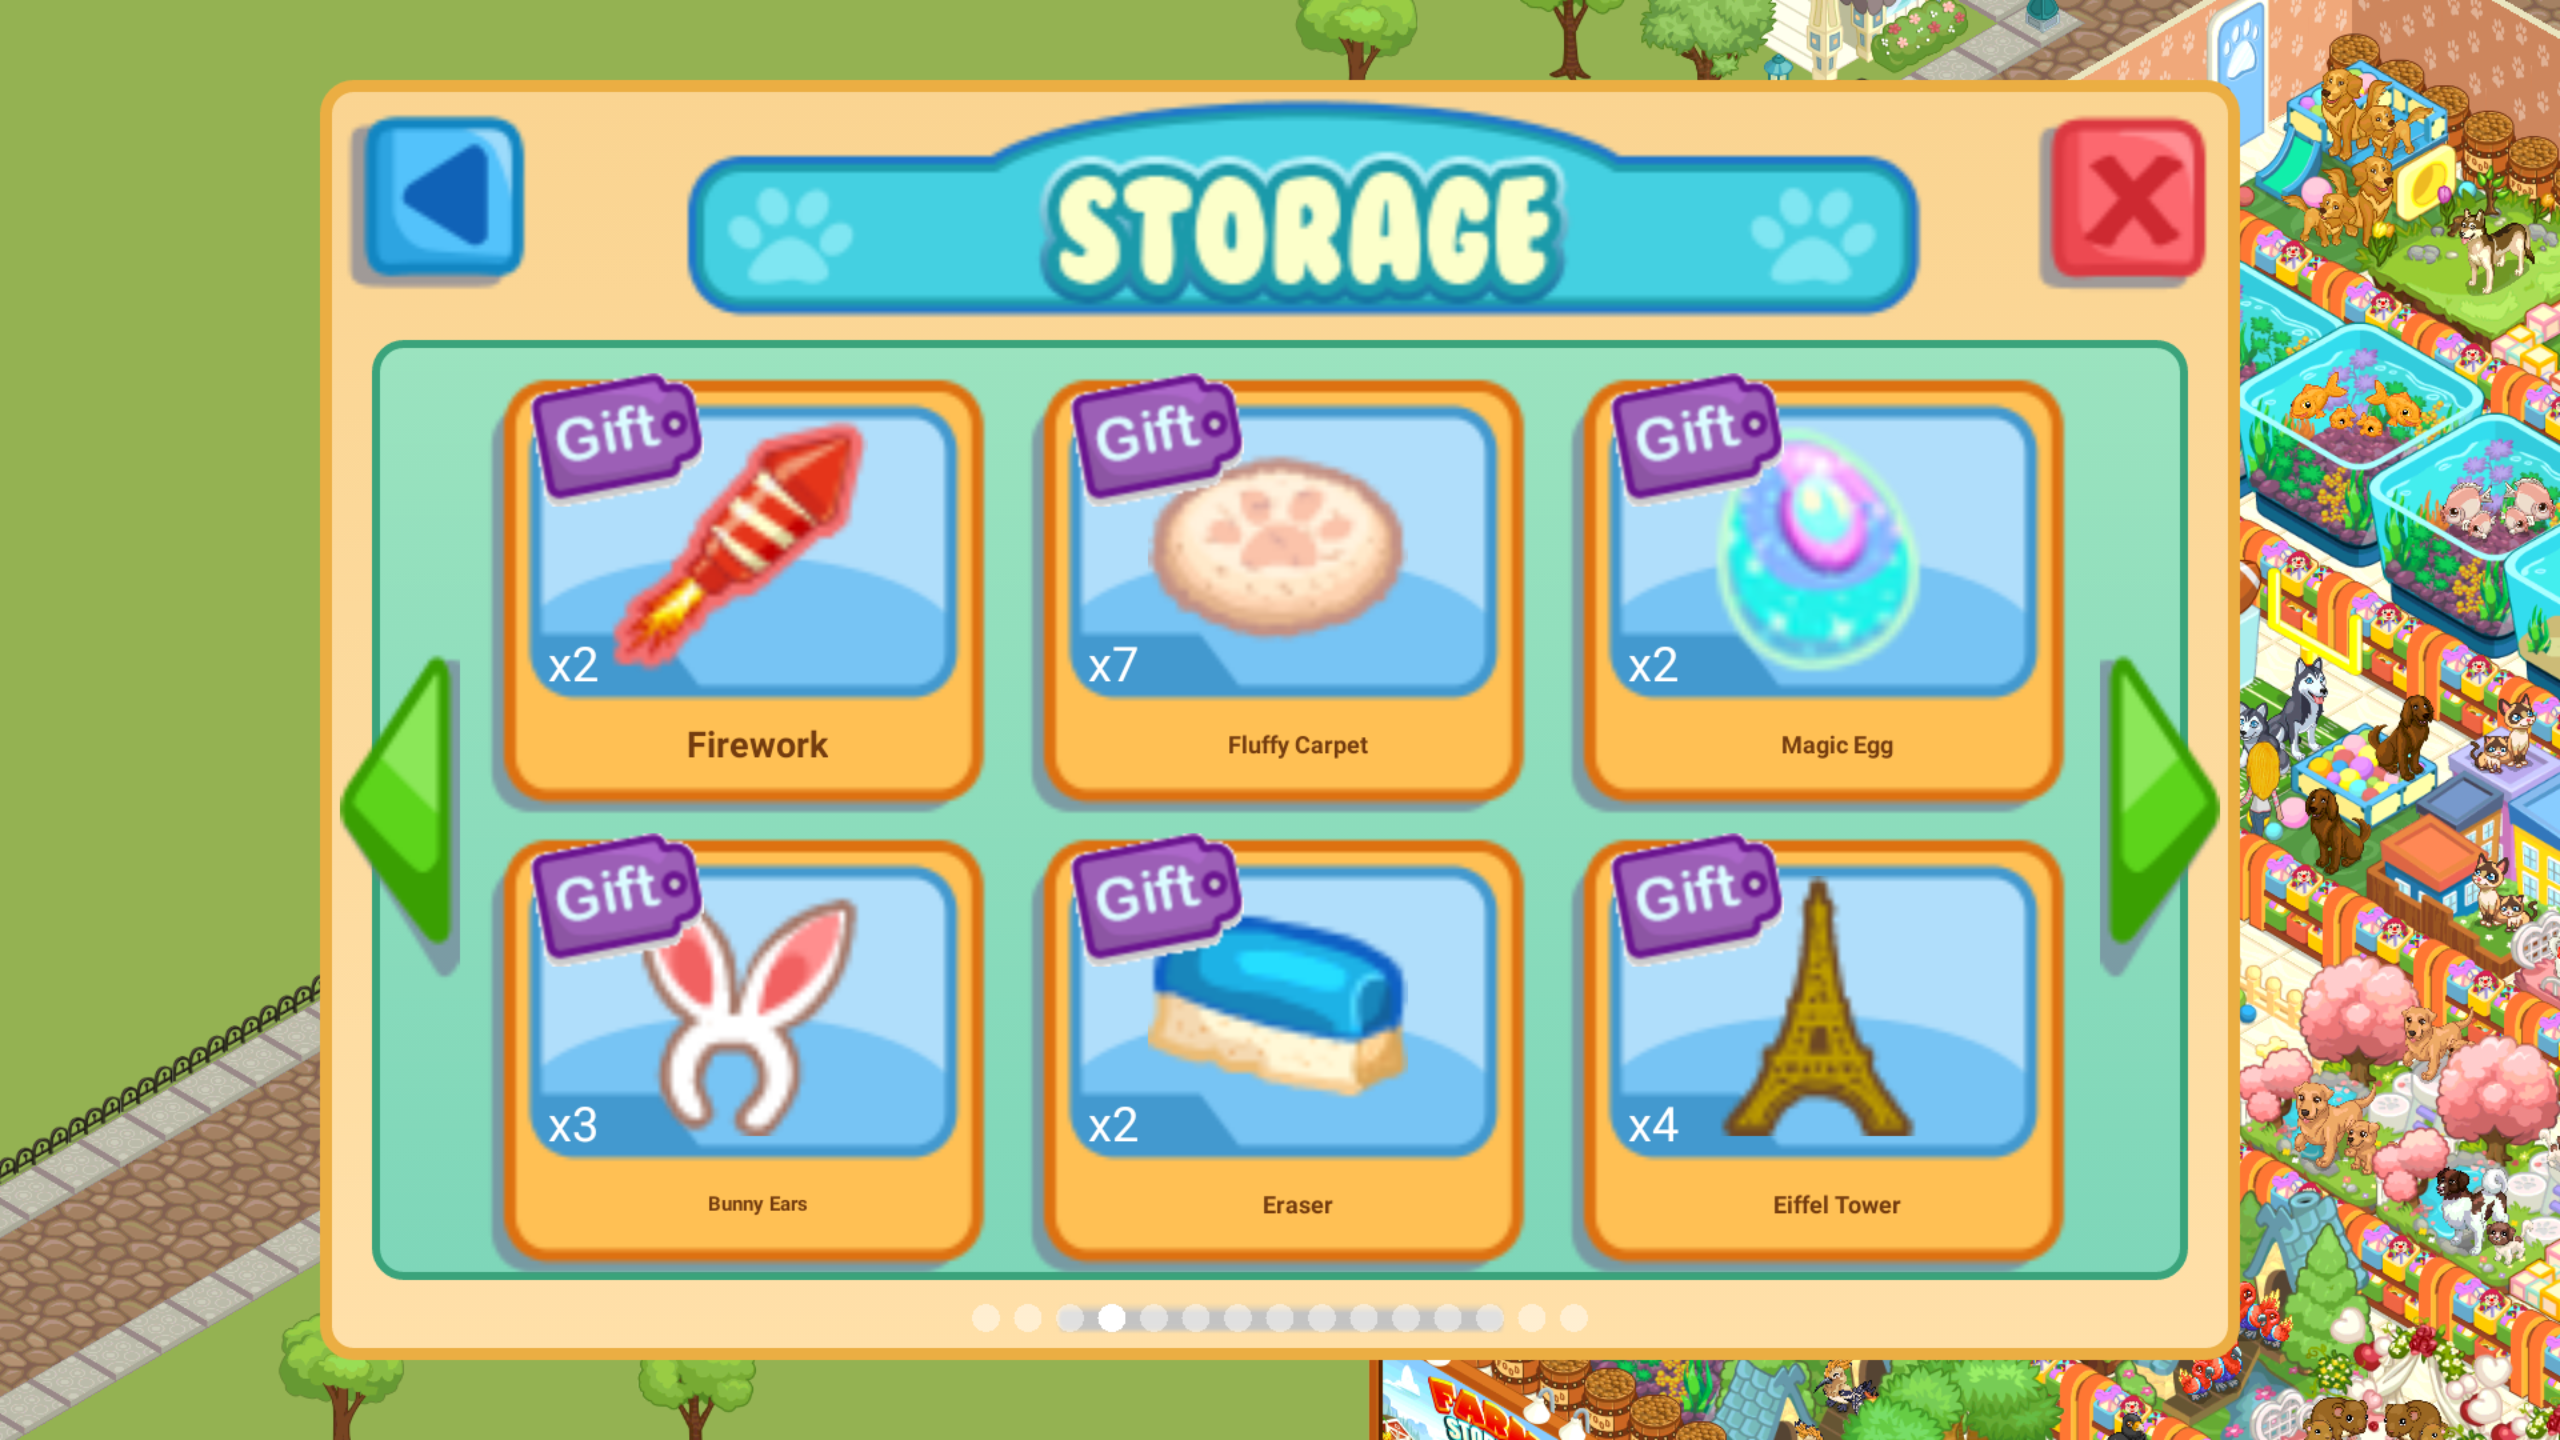 STORAGE
Gift
x2
Firework
Gift
x7
Fluffy Carpet
Gift
x2
Magic Egg
Gift
x3
Bunny Ears
Gift
x2
Eraser
Gift
x4
Eiffel Tower